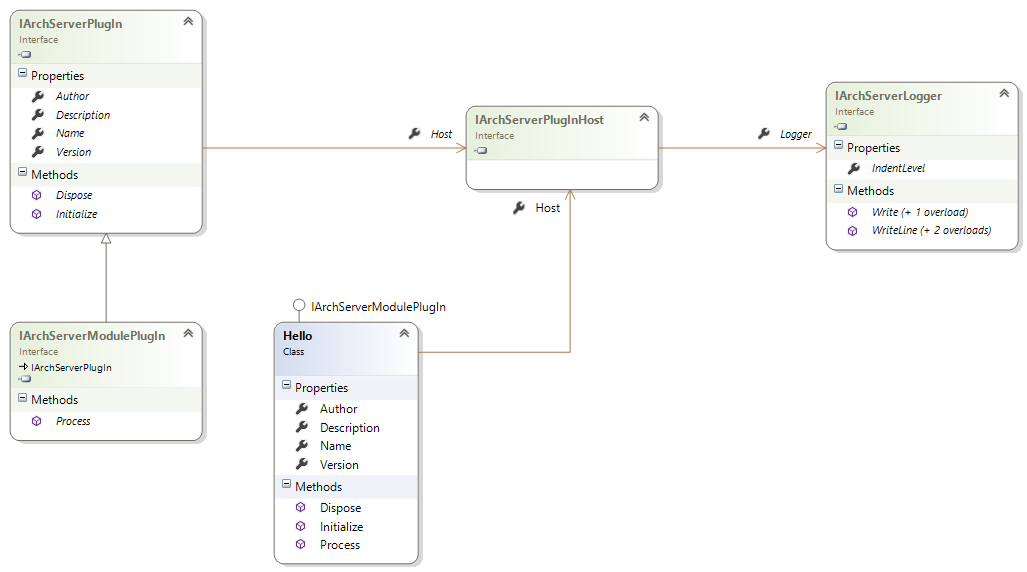 IArchServerPlugIn
Interface
Properties
Author
Description
Name
Version
Methods
Dispose
Initialize
Host
IArchServerPlugInHost
Interface
Logger
IArchServerLogger
Interface
Properties
IndentLevel
Methods
Write (+ 1 overload)
WriteLine (+ 2 overloads)
Host
IArchServerModulePlugIn
Interface
IArchServerPlugIn
Methods
Process
IArchServerModulePlugIn
Hello
Class
Properties
Author
Description
Name
Version
Methods
Dispose
Initialize
Process